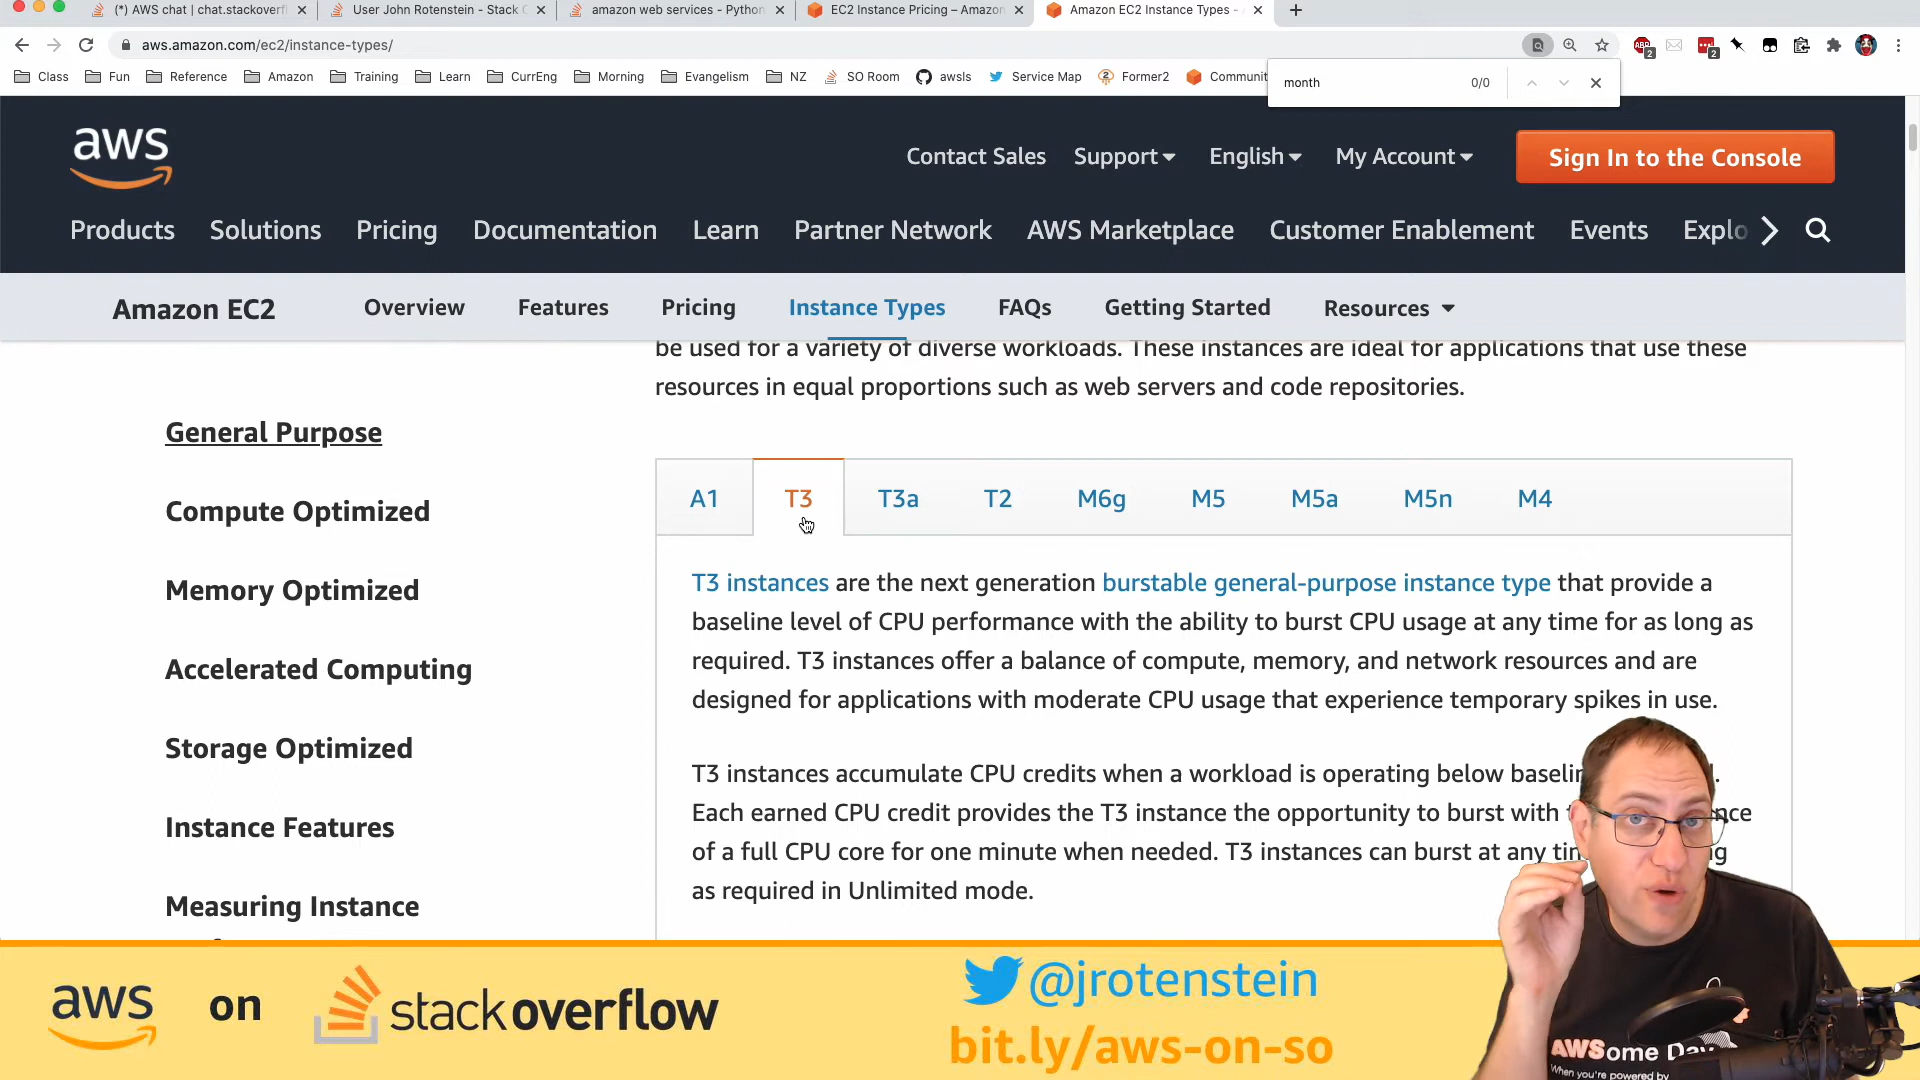 (*) AWS chat | chat.stackoverfl
User John Rotenstein - Stack O
amazon web services - Python
EC2 Instance Pricing – Amazon
Amazon EC2 Instance Types -
aws.amazon.com/ec2/instance-types/
ABP
2
2
Class
Fun
Reference
Amazon
Training
Learn
CurrEng
Morning
Evangelism
NZ
SO Room
awsls
Service Map
Former2
Communit
month
0/0
aws
Contact Sales
Support
English
My Account
Sign In to the Console
Products
Solutions
Pricing
Documentation
Learn
Partner Network
AWS Marketplace
Customer Enablement
Events
Explo
Amazon EC2
Overview
Features
Pricing
Instance Types
FAQs
Getting Started
Resources
be used for a variety of diverse workloads. These instances are ideal for applications that use these
resources in equal proportions such as web servers and code repositories.
General Purpose
Compute Optimized
Memory Optimized
Accelerated Computing
Storage Optimized
Instance Features
Measuring Instance
A1
T3
T3a
T2
M6g
M5
M5a
M5n
M4
T3 instances are the next generation burstable general-purpose instance type that provide a
baseline level of CPU performance with the ability to burst CPU usage at any time for as long as
required. T3 instances offer a balance of compute, memory, and network resources and are
designed for applications with moderate CPU usage that experience temporary spikes in use.
T3 instances accumulate CPU credits when a workload is operating below baselin
Each earned CPU credit provides the T3 instance the opportunity to burst with t nce
of a full CPU core for one minute when needed. T3 instances can burst at any tim g
as required in Unlimited mode.
aws on stackoverflow
@jrotenstein
bit.ly/aws-on-so
AWSome Day
When you're powered by